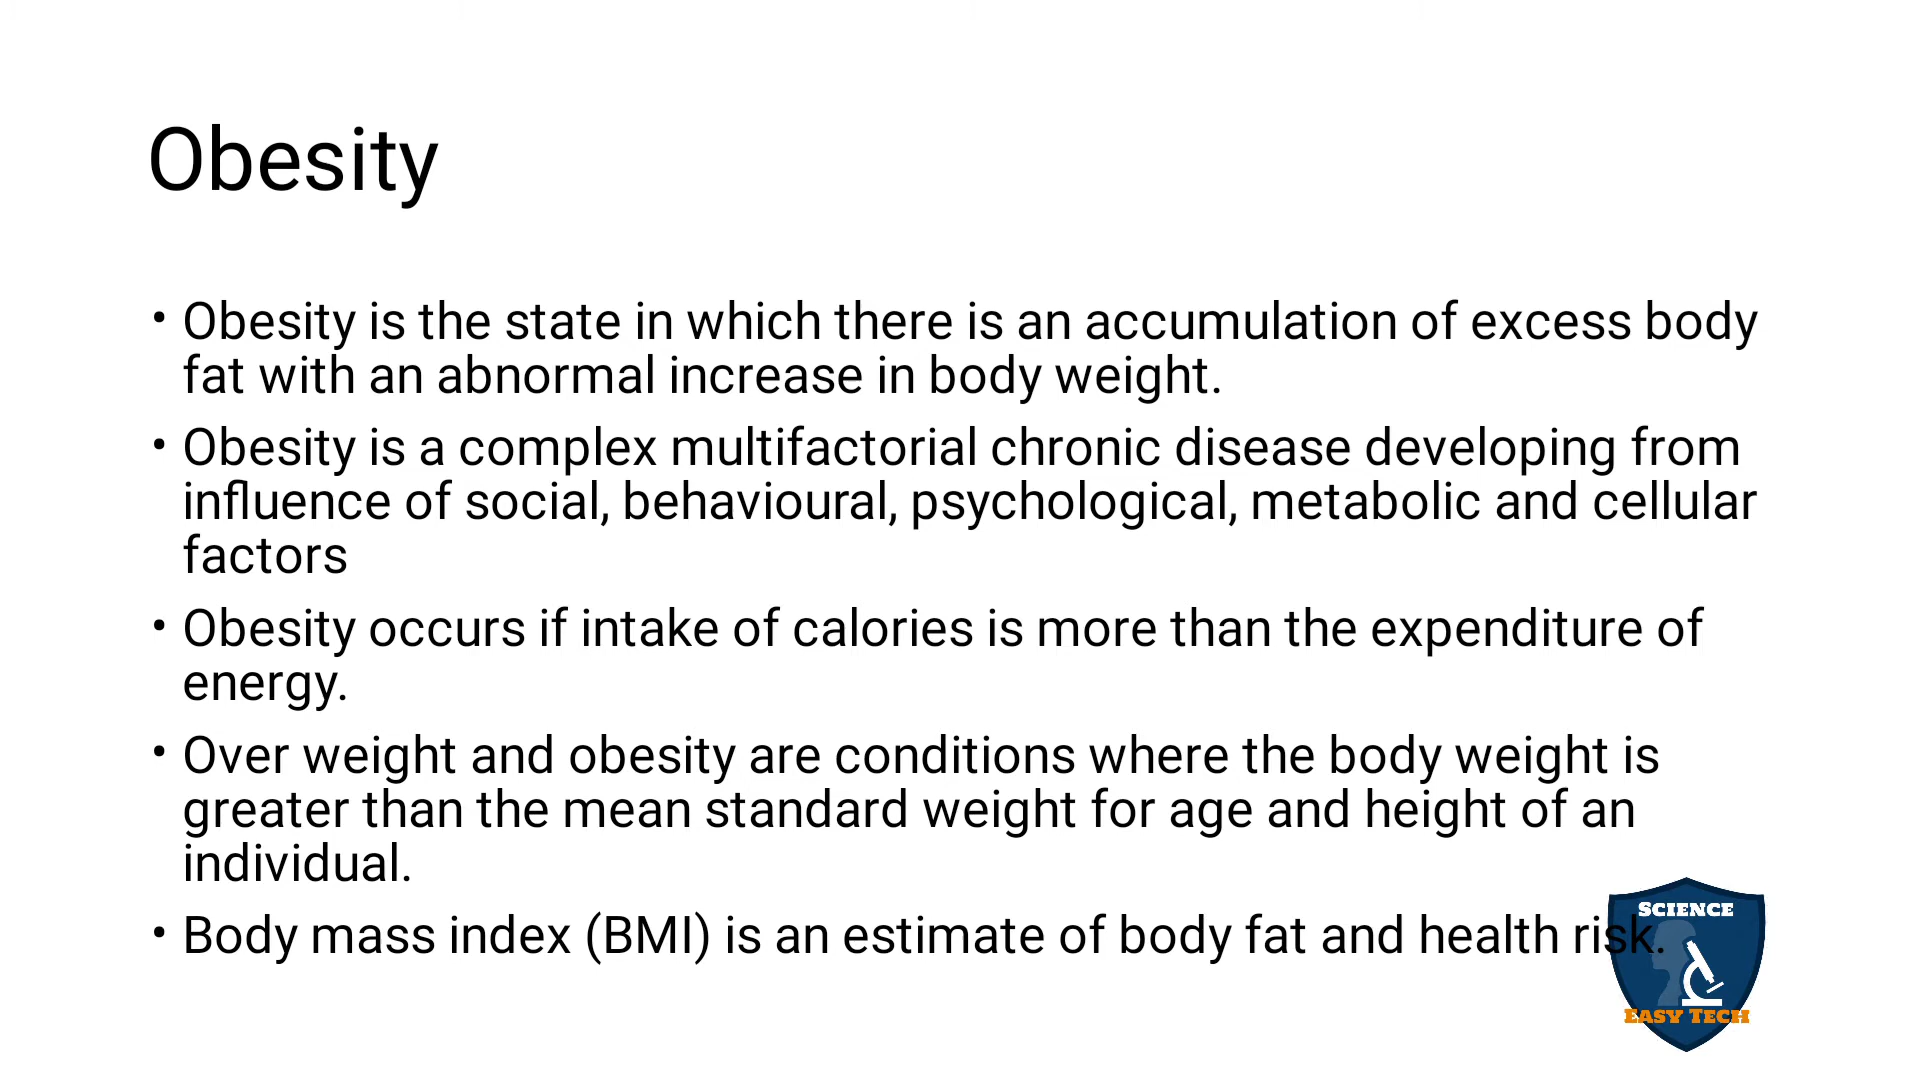 Obesity
• Obesity is the state in which there is an accumulation of excess body
fat with an abnormal increase in body weight.
• Obesity is a complex multifactorial chronic disease developing from
influence of social, behavioural, psychological, metabolic and cellular
factors
• Obesity occurs if intake of calories is more than the expenditure of
energy.
• Over weight and obesity are conditions where the body weight is
greater than the mean standard weight for age and height of an
individual.
• Body mass index (BMI) is an estimate of body fat and health risk.
SCIENCE
EASY TECH